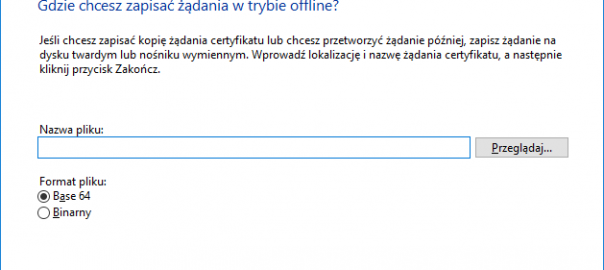 Gdzie chcesz zapisać żądania w trybie offline?
Jeśli chcesz zapisać kopię żądania certyfikatu lub chcesz przetworzyć żądanie później, zapisz żądanie na
dysku twardym lub nośniku wymiennym. Wprowadź lokalizację i nazwę żądania certyfikatu, a następnie
kliknij przycisk Zakończ.
Nazwa pliku:
Przeglądaj...
Format pliku:
Base 64
Binarny